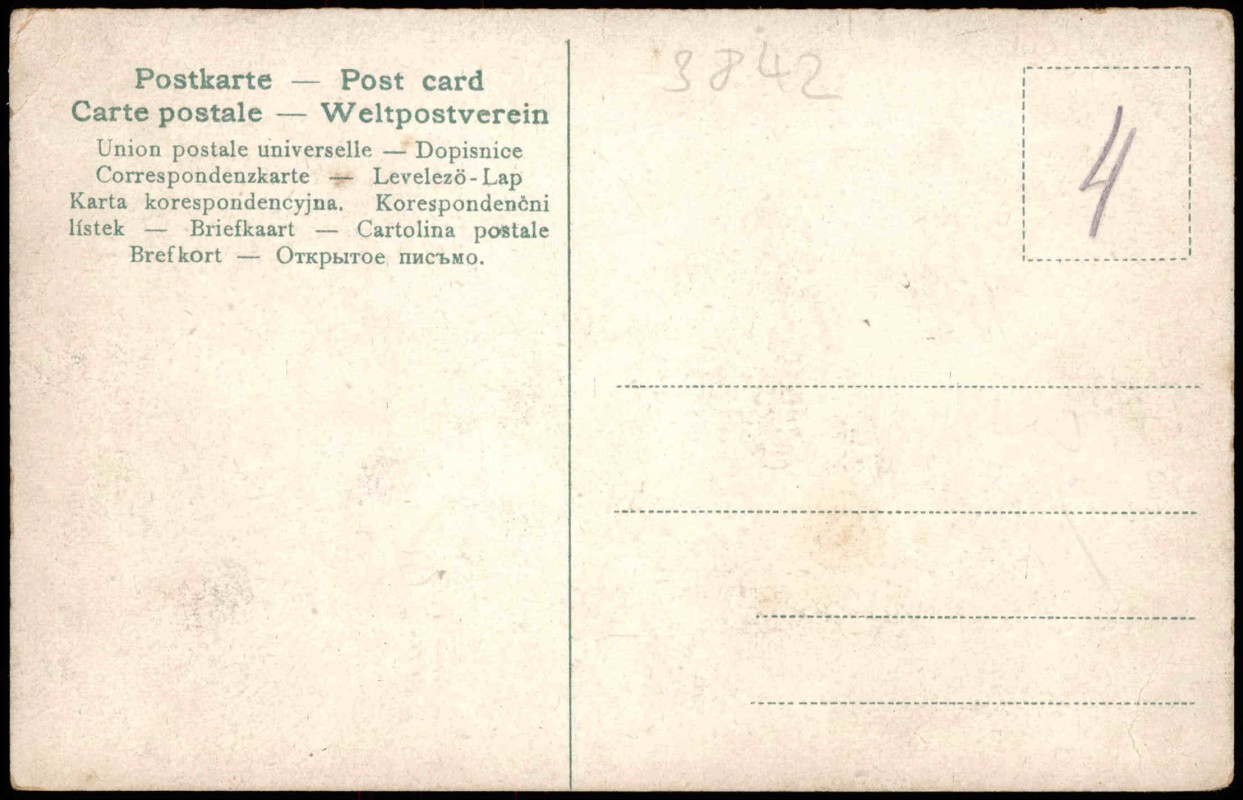 Postkarte — Post card
Carte postale — Weltpostverein
Union postale universelle — Dopisnice
Correspondenzkarte — Levelezö-Lap
Karta korespondencyjna. Korespondenčni
lístek — Briefkaart — Cartolina postale
Brefkort — Открытое письмо.
3842
4